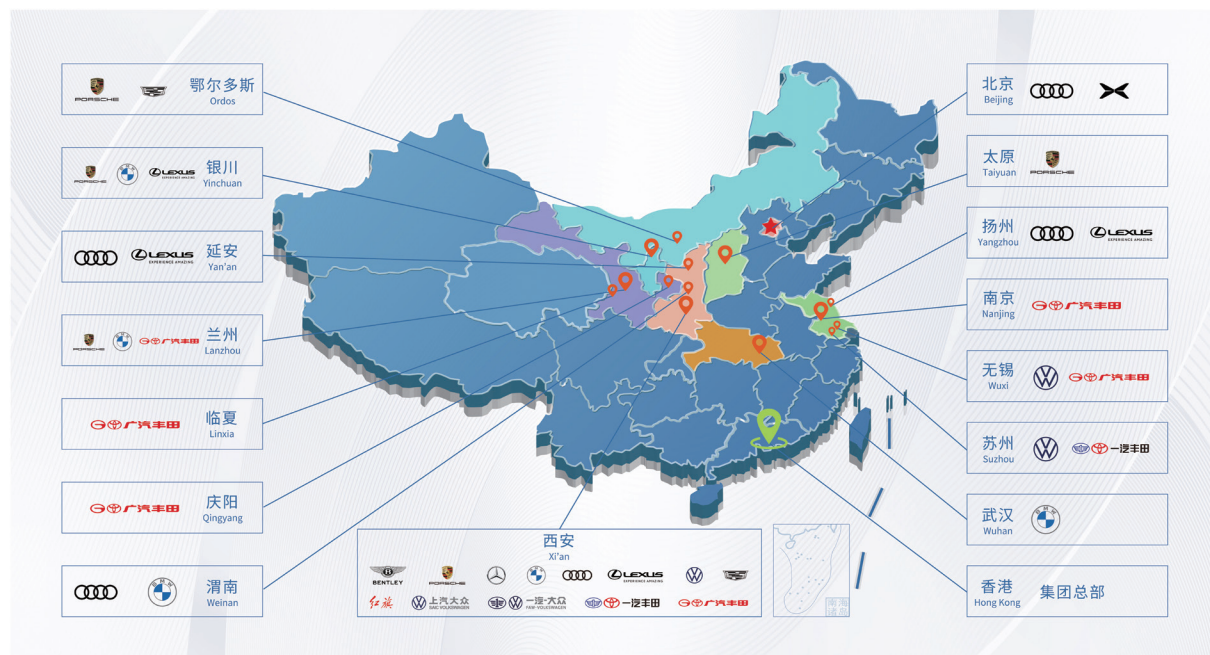 PORSCHE
鄂尔多斯
Ordos
PORSCHE
LEXUS
EXPERIENCE AMAZING
银川
Yinchuan
LEXUS
EXPERIENCE AMAZING
延安
Yan'an
PORSCHE
广汽丰田
兰州
Lanzhou
广汽丰田
临夏
Linxia
广汽丰田
庆阳
Qingyang
渭南
Weinan
西安
Xi'an
BENTLEY
PORSCHE
LEXUS
EXPERIENCE AMAZING
红旗
上汽大众
SAIC VOLKSWAGEN
一汽-大众
FAW-VOLKSWAGEN
一汽丰田
广汽丰田
南海诸岛
北京
Beijing
太原
Taiyuan
PORSCHE
扬州
Yangzhou
LEXUS
EXPERIENCE AMAZING
南京
Nanjing
广汽丰田
无锡
Wuxi
广汽丰田
苏州
Suzhou
一汽丰田
武汉
Wuhan
香港
Hong Kong
集团总部